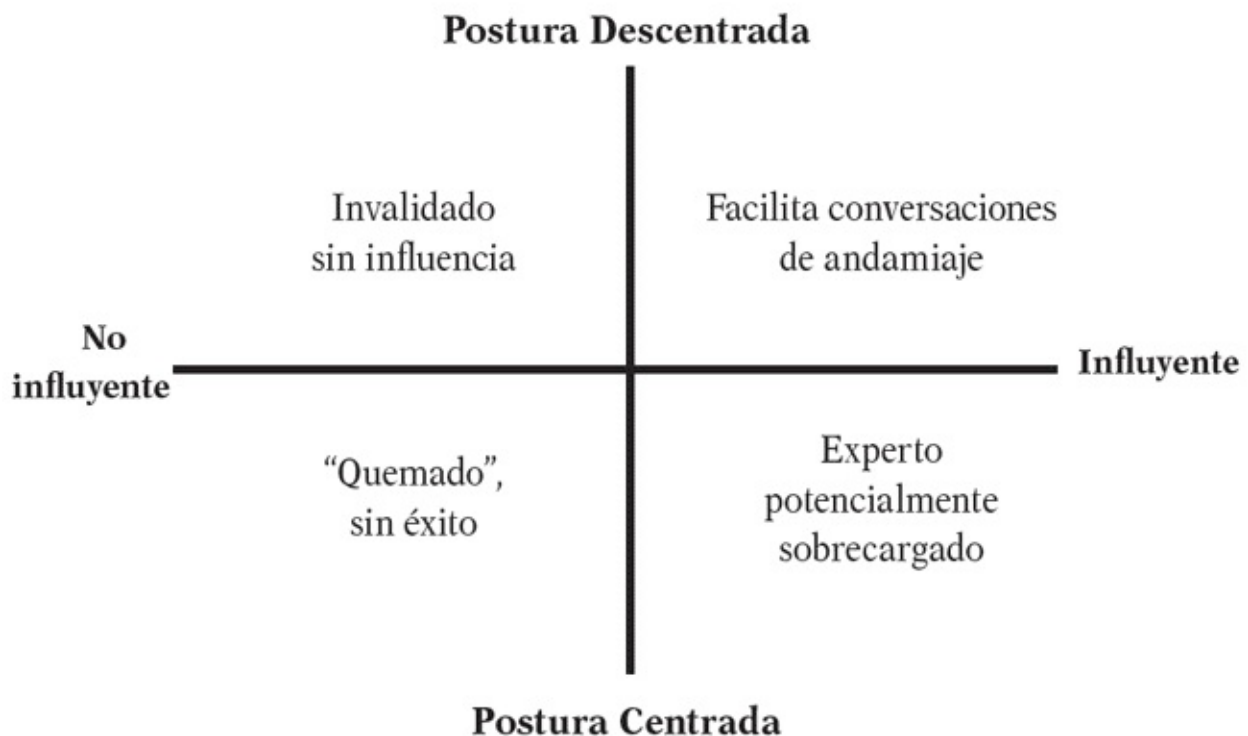 Postura Descentrada
Invalidado
sin influencia
Facilita conversaciones
de andamiaje
No
influyente
Influyente
“Quemado”,
sin éxito
Experto
potencialmente
sobrecargado
Postura Centrada